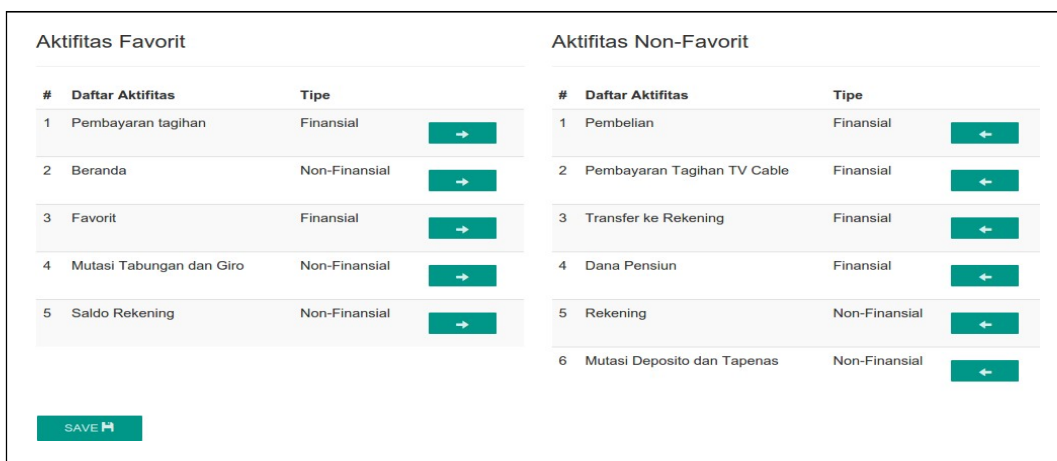 Aktifitas Favorit
# Daftar Aktifitas Tipe
1 Pembayaran tagihan Finansial
2 Beranda Non-Finansial
3 Favorit Finansial
4 Mutasi Tabungan dan Giro Non-Finansial
5 Saldo Rekening Non-Finansial
SAVE
Aktifitas Non-Favorit
# Daftar Aktifitas Tipe
1 Pembelian Finansial
2 Pembayaran Tagihan TV Cable Finansial
3 Transfer ke Rekening Finansial
4 Dana Pensiun Finansial
5 Rekening Non-Finansial
6 Mutasi Deposito dan Tapenas Non-Finansial